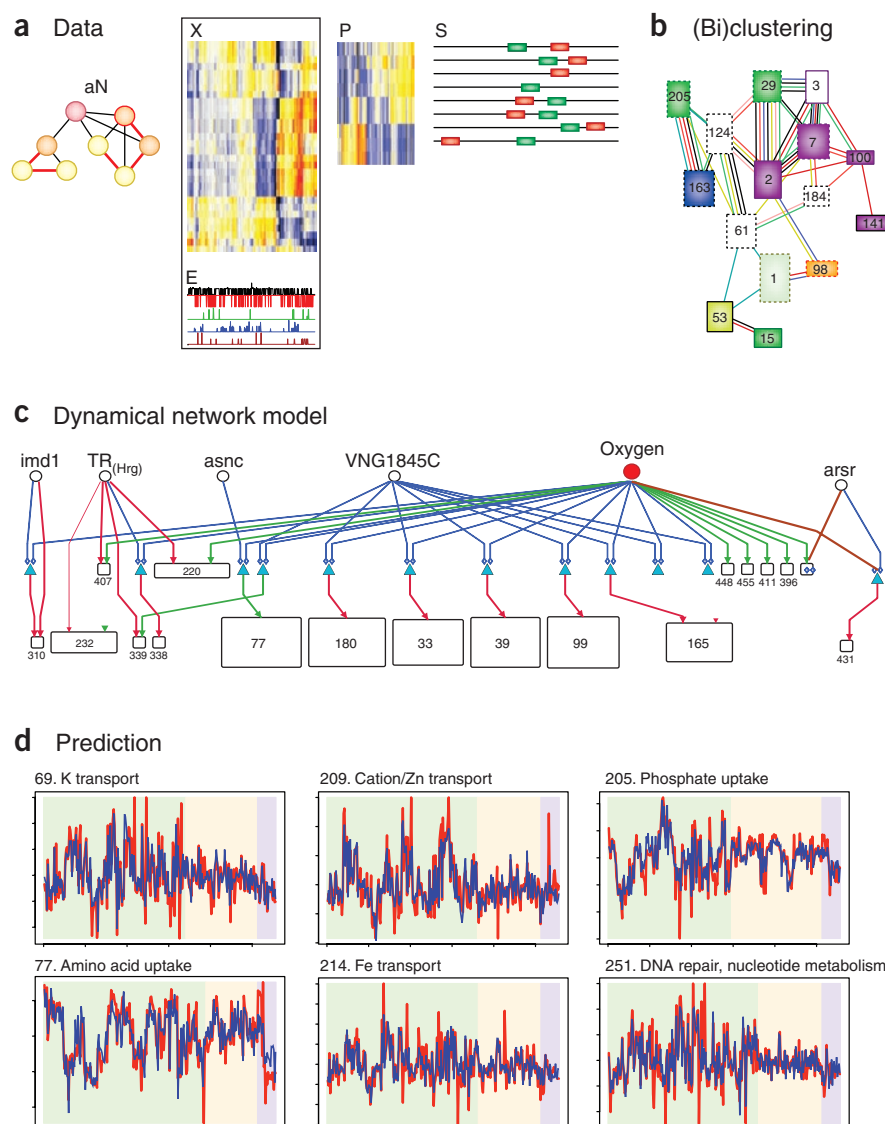 a Data
aN
X
P
S
E
b (Bi)clustering
205
29
3
124
7
100
163
2
184
141
61
1
98
53
15
c Dynamical network model
imd1
TR(Hrg)
asnc
VNG1845C
Oxygen
arsr
407
220
448
455
411
396
310
232
339
338
77
180
33
39
99
165
431
d Prediction
69. K transport
209. Cation/Zn transport
205. Phosphate uptake
77. Amino acid uptake
214. Fe transport
251. DNA repair, nucleotide metabolism